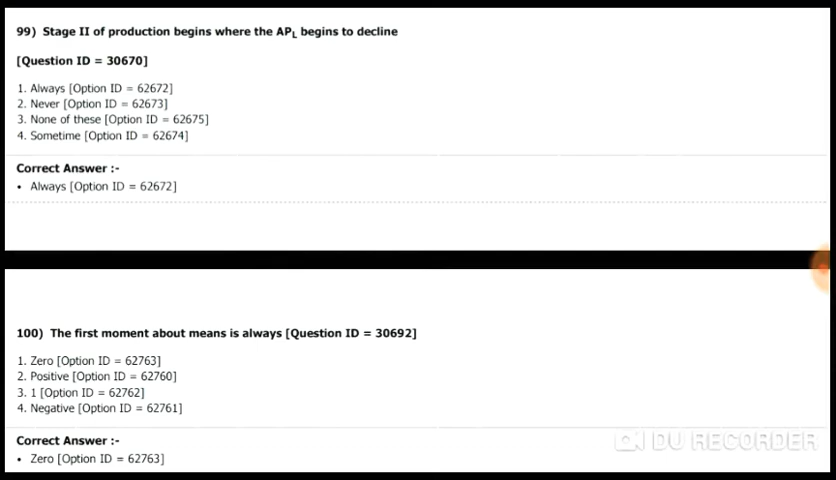 99) Stage II of production begins where the APL begins to decline
[Question ID = 30670]
1. Always [Option ID = 62672]
2. Never [Option ID = 62673]
3. None of these [Option ID = 62675]
4. Sometime [Option ID = 62674]
Correct Answer :-
• Always [Option ID = 62672]
100) The first moment about means is always [Question ID = 30692]
1. Zero [Option ID = 62763]
2. Positive [Option ID = 62760]
3. 1 [Option ID = 62762]
4. Negative [Option ID = 62761]
Correct Answer :-
• Zero [Option ID = 62763]
DU RECORDER